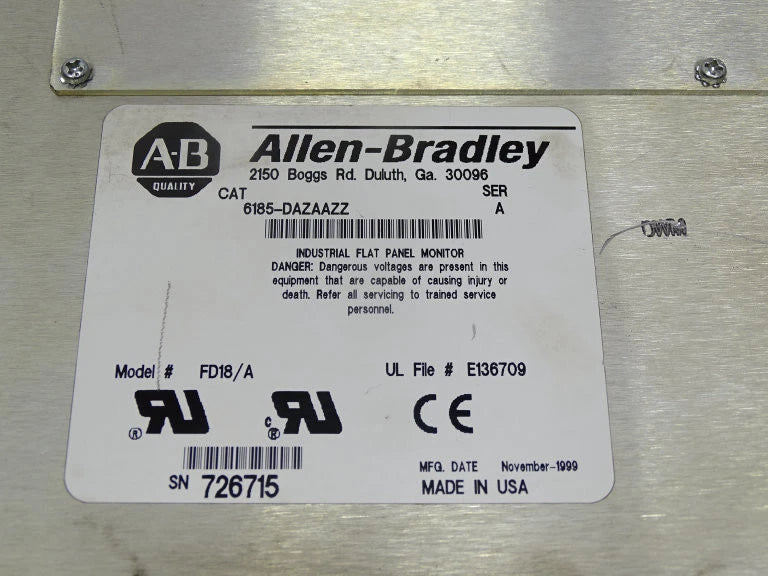 A-B
QUALITY
Allen-Bradley
2150 Boggs Rd. Duluth, Ga. 30096
CAT SER
6185-DAZAAZZ A
INDUSTRIAL FLAT PANEL MONITOR
DANGER: Dangerous voltages are present in this
equipment that are capable of causing injury or
death. Refer all servicing to trained service
personnel.
Model # FD18/A UL File # E136709
CE
SN 726715
MFG. DATE November-1999
MADE IN USA